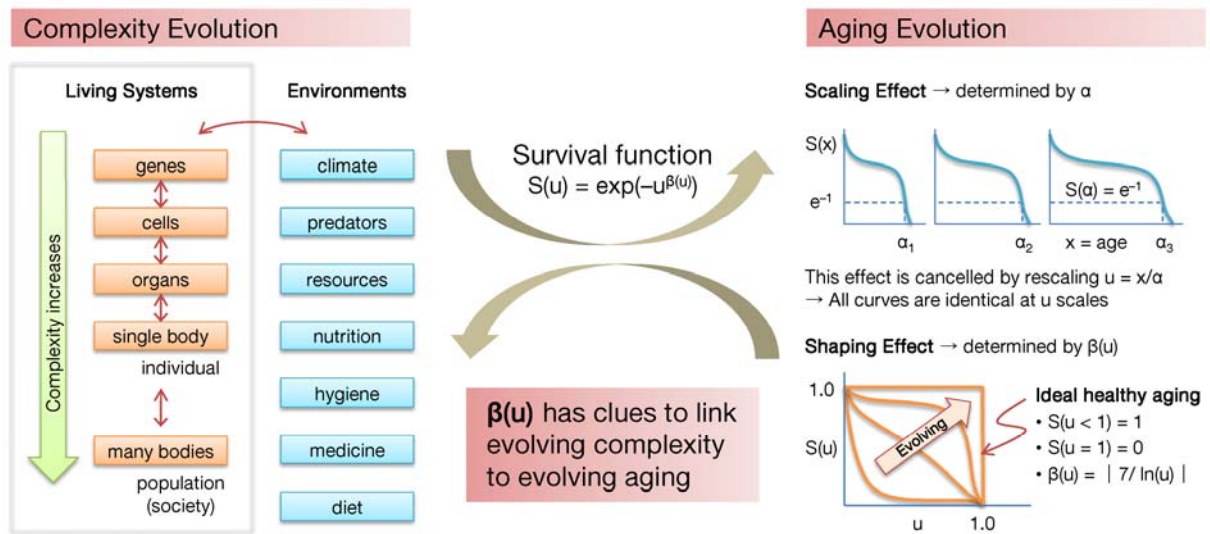 Complexity Evolution
Living Systems
Environments
Complexity increases
genes
cells
organs
single body
individual
many bodies
population
(society)
climate
predators
resources
nutrition
hygiene
medicine
diet
Survival function
S(u) = exp(–u^β(u))
β(u) has clues to link
evolving complexity
to evolving aging
Aging Evolution
Scaling Effect → determined by α
S(x)
e⁻¹
S(α) = e⁻¹
α₁
α₂
x = age
α₃
This effect is cancelled by rescaling u = x/α
→ All curves are identical at u scales
Shaping Effect → determined by β(u)
1.0
S(u)
Evolving
u
1.0
Ideal healthy aging
• S(u < 1) = 1
• S(u = 1) = 0
• β(u) = | 7/ ln(u) |